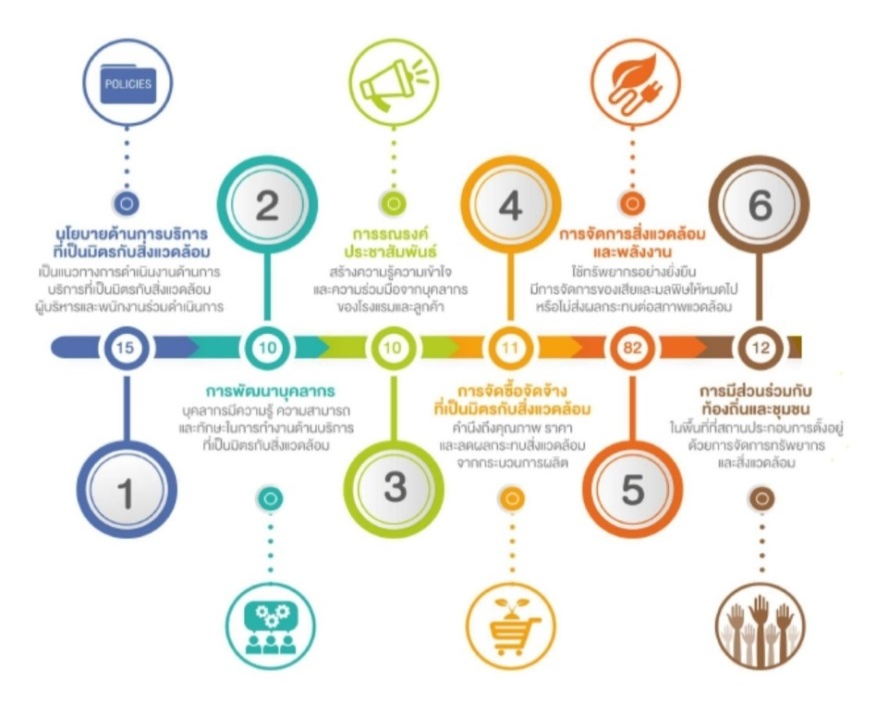 POLICIES
1
15
นโยบายด้านการบริการ
ที่เป็นมิตรกับสิ่งแวดล้อม
เป็นแนวทางการดำเนินงานด้านการ
บริการที่เป็นมิตรกับสิ่งแวดล้อม
ผู้บริหารและพนักงานร่วมดำเนินการ
2
10
การพัฒนาบุคลากร
บุคลากรมีความรู้ ความสามารถ
และทักษะในการทำงานด้านบริการ
ที่เป็นมิตรกับสิ่งแวดล้อม
3
10
การรณรงค์
ประชาสัมพันธ์
สร้างความรู้ความเข้าใจ
และความร่วมมือจากบุคลากร
ของโรงแรมและลูกค้า
4
11
การจัดซื้อจัดจ้าง
ที่เป็นมิตรกับสิ่งแวดล้อม
คำนึงถึงคุณภาพ ราคา
และลดผลกระทบสิ่งแวดล้อม
จากกระบวนการผลิต
5
82
การจัดการสิ่งแวดล้อม
และพลังงาน
ใช้ทรัพยากรอย่างยั่งยืน
มีการจัดการของเสียและมลพิษให้หมดไป
หรือไม่ส่งผลกระทบต่อสภาพแวดล้อม
6
12
การมีส่วนร่วมกับ
ท้องถิ่นและชุมชน
ในพื้นที่ที่สถานประกอบการตั้งอยู่
ด้วยการจัดการทรัพยากร
และสิ่งแวดล้อม